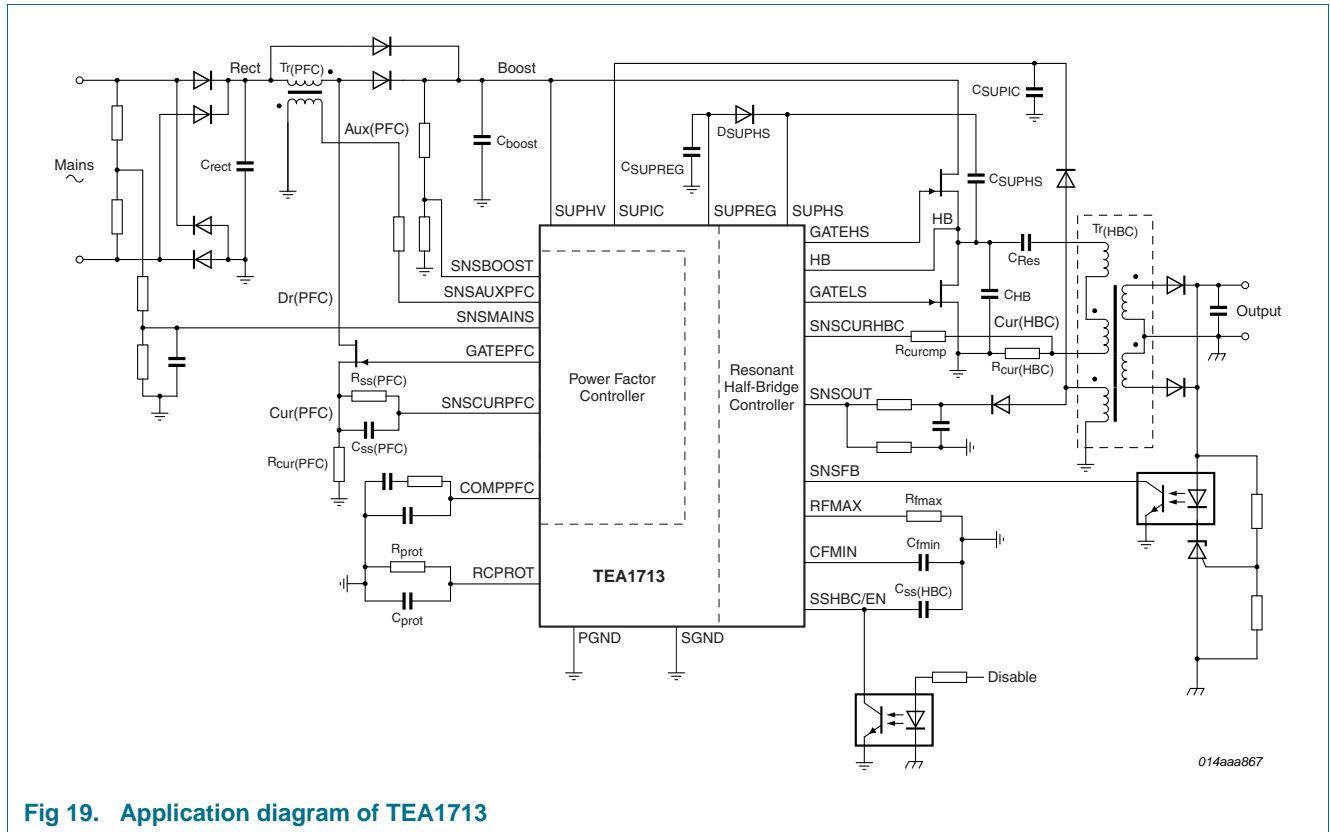 Rect
Tr(PFC)
Boost
CSUPIC
Aux(PFC)
Cboost
DSUPHS
CSUPREG
CSUPHS
Mains
~
Crect
SUPHV
SUPIC
SUPREG
SUPHS
HB
GATEHS
HB
GATELS
SNSCURHBC
CRes
CHB
Tr(HBC)
Cur(HBC)
Rcurcmp
Rcur(HBC)
Output
SNSBOOST
SNSAUXPFC
SNSMAINS
Dr(PFC)
GATEPFC
Rss(PFC)
Cur(PFC)
SNSCURPFC
Css(PFC)
Rcur(PFC)
Power Factor
Controller
Resonant
Half-Bridge
Controller
SNSOUT
SNSFB
COMPPFC
RFMAX
Rfmax
CFMIN
Cfmin
Rprot
RCPROT
Cprot
TEA1713
SSHBC/EN
Css(HBC)
PGND
SGND
Disable
014aaa867
Fig 19. Application diagram of TEA1713